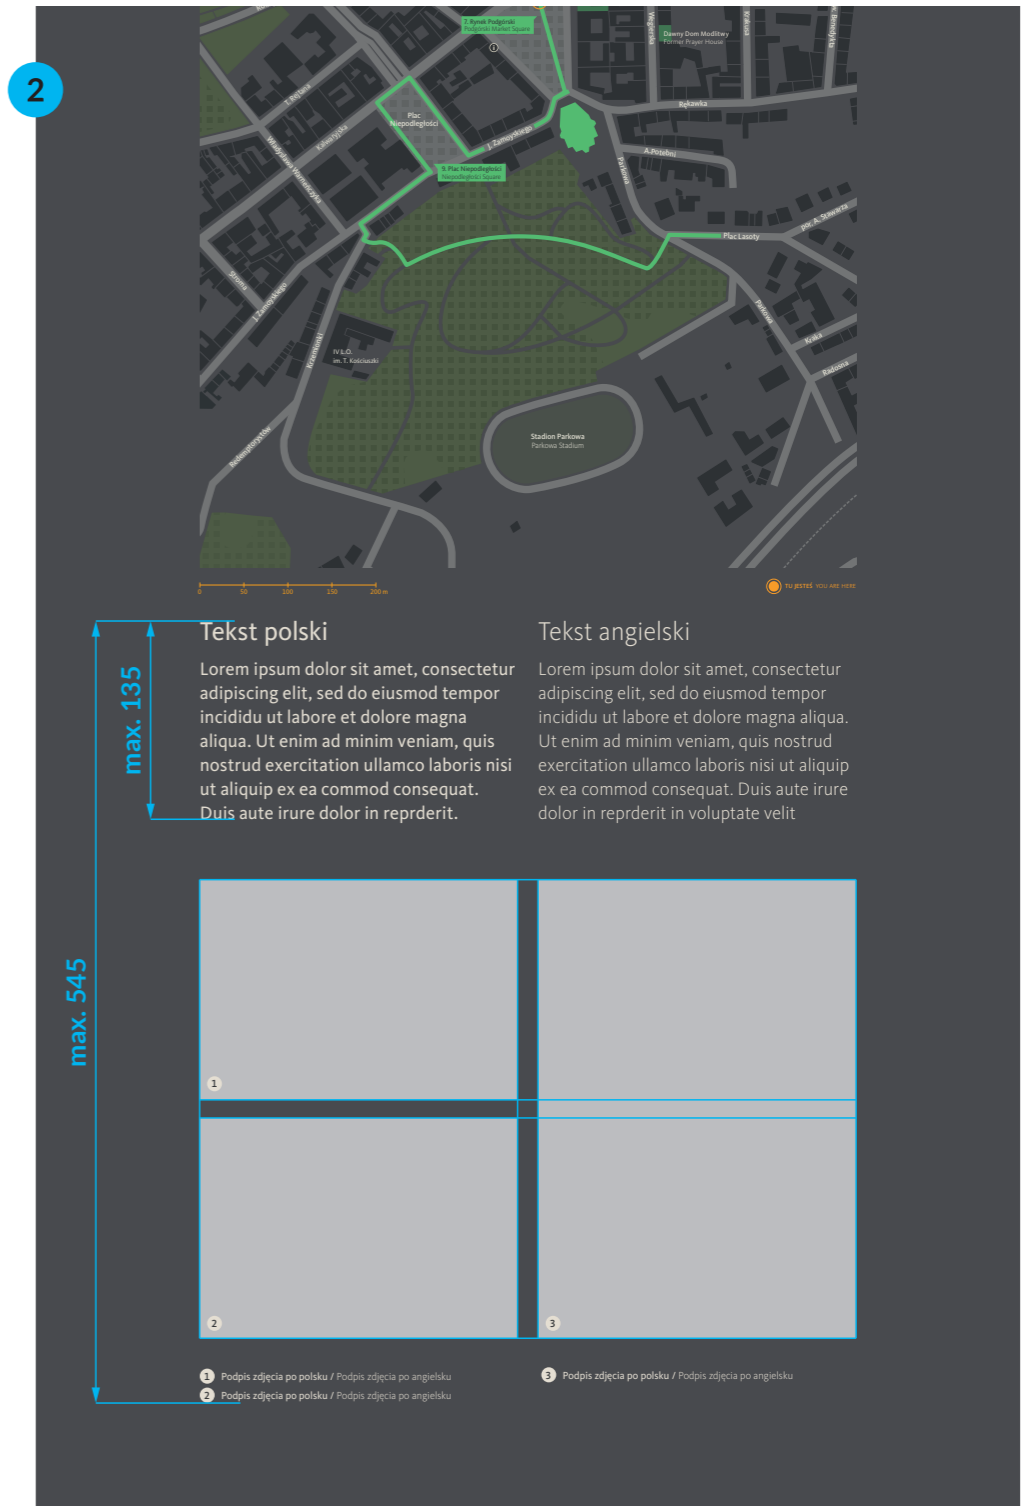 2
7. Rynek Podgórski
Podgórski Market Square
Węgierska
Krakusa
Dawny Dom Modlitwy
Former Prayer House
Rękawka
T. Rejtana
Kalwaryjska
Plac
Niepodległości
J. Zamoyskiego
Władysława Warneńczyka
9. Plac Niepodległości
Niepodległości Square
A.Potebni
Parkowa
por. A. Stawarza
Plac Lasoty
Stroma
J. Zamoyskiego
Krzemionki
IV L.O.
im. T. Kościuszki
Parkowa
Kraka
Radosna
Redemptorystów
Stadion Parkowa
Parkowa Stadium
0 50 100 150 200 m
TU JESTEŚ YOU ARE HERE
max. 135
max. 545
Tekst polski
Lorem ipsum dolor sit amet, consectetur
adipiscing elit, sed do eiusmod tempor
incididu ut labore et dolore magna
aliqua. Ut enim ad minim veniam, quis
nostrud exercitation ullamco laboris nisi
ut aliquip ex ea commod consequat.
Duis aute irure dolor in reprderit.
Tekst angielski
Lorem ipsum dolor sit amet, consectetur
adipiscing elit, sed do eiusmod tempor
incididu ut labore et dolore magna aliqua.
Ut enim ad minim veniam, quis nostrud
exercitation ullamco laboris nisi ut aliquip
ex ea commod consequat. Duis aute irure
dolor in reprderit in voluptate velit
1
2
3
1 Podpis zdjęcia po polsku / Podpis zdjęcia po angielsku
2 Podpis zdjęcia po polsku / Podpis zdjęcia po angielsku
3 Podpis zdjęcia po polsku / Podpis zdjęcia po angielsku